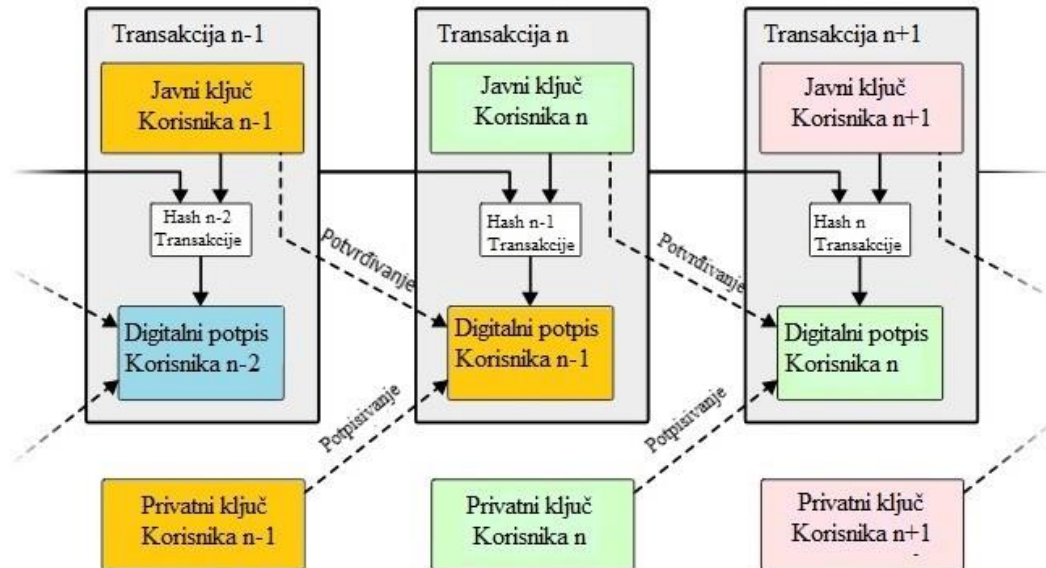 Transakcija n-1
Javni ključ
Korisnika n-1
Hash n-2
Transakcije
Digitalni potpis
Korisnika n-2
Privatni ključ
Korisnika n-1
Potvrđivanje
Potpisivanje
Transakcija n
Javni ključ
Korisnika n
Hash n-1
Transakcije
Digitalni potpis
Korisnika n-1
Privatni ključ
Korisnika n
Potvrđivanje
Potpisivanje
Transakcija n+1
Javni ključ
Korisnika n+1
Hash n
Transakcije
Digitalni potpis
Korisnika n
Privatni ključ
Korisnika n+1